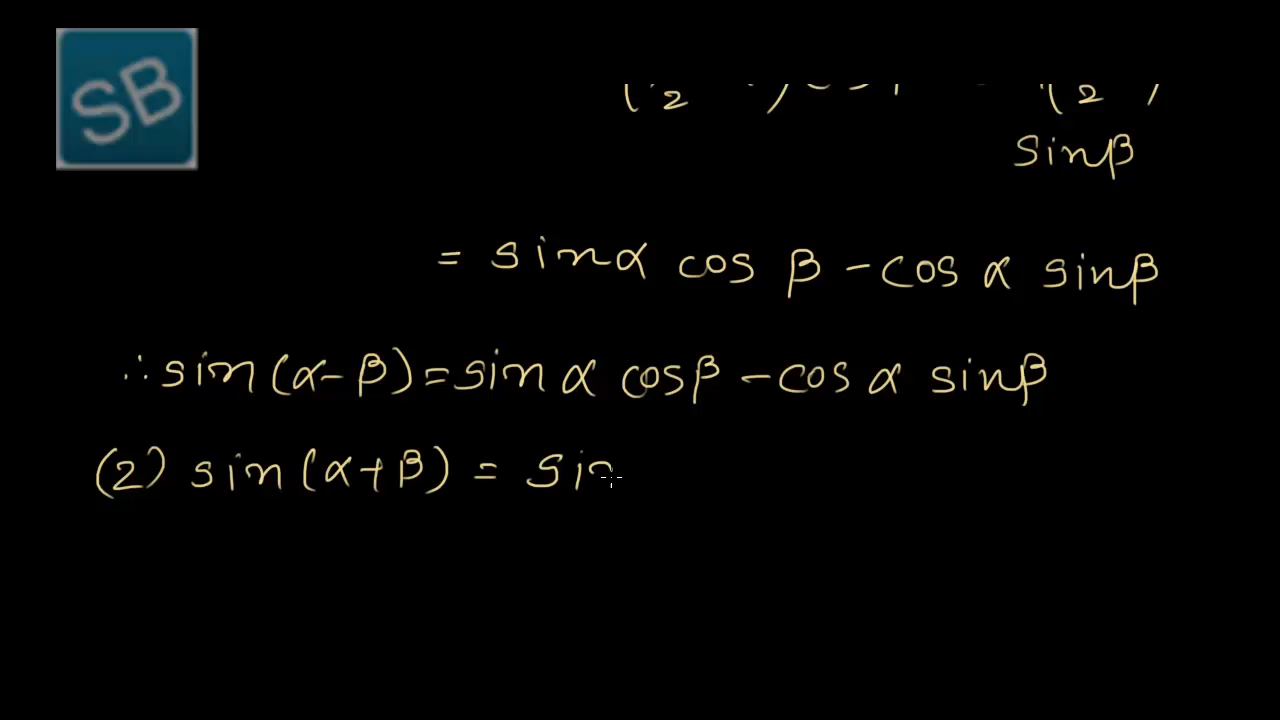 SB
sinβ
= sinα cos β - cos α sinβ
∴ sin(α-β) = sin α cosβ - cos α sinβ
(2) sin(α+β) = sin